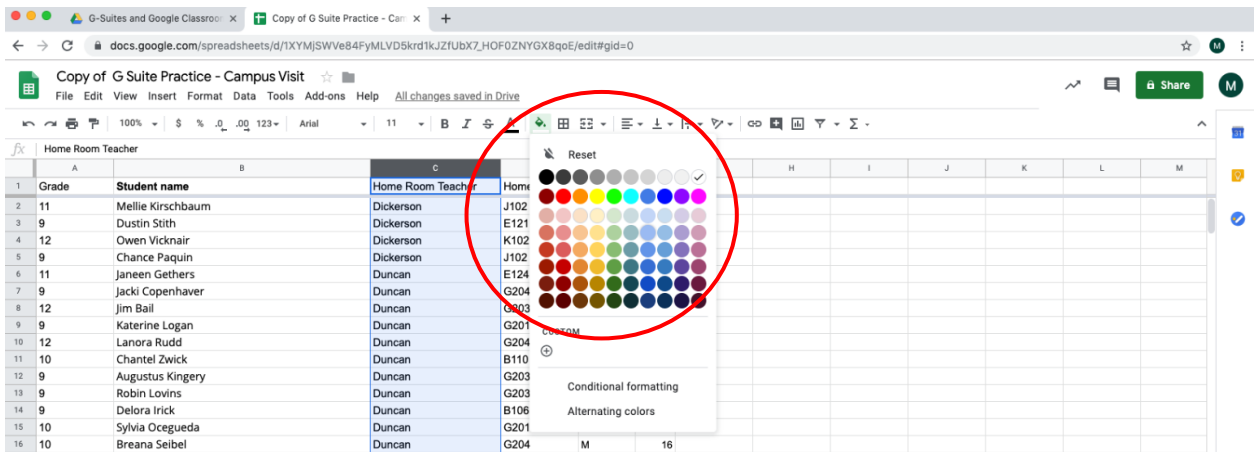 G-Suites and Google Classroo
Copy of G Suite Practice - Can
docs.google.com/spreadsheets/d/1XYMjSWVe84FyMLVD5krd1kJZfUbX7_HOF0ZNYGX8qoE/edit#gid=0
M
Copy of G Suite Practice - Campus Visit
File Edit View Insert Format Data Tools Add-ons Help All changes saved in Drive
Share
M
100% $ % .0 .00 123 Arial 11 B I S A
fx Home Room Teacher
Reset
A B C H I J K L M
1 Grade Student name Home Room Teacher Home
2 11 Mellie Kirschbaum Dickerson J102
3 9 Dustin Stith Dickerson E121
4 12 Owen Vicknair Dickerson K102
5 9 Chance Paquin Dickerson J102
6 11 Janeen Gethers Duncan E124
7 9 Jacki Copenhaver Duncan G204
8 12 Jim Bail Duncan G203
9 9 Katerine Logan Duncan G201
CUSTOM
10 12 Lanora Rudd Duncan G204
11 10 Chantel Zwick Duncan B110
12 9 Augustus Kingery Duncan G203
Conditional formatting
13 9 Robin Lovins Duncan G203
14 9 Delora Irick Duncan B106
Alternating colors
15 10 Sylvia Ocegueda Duncan G201
16 10 Breana Seibel Duncan G204 M 16
31